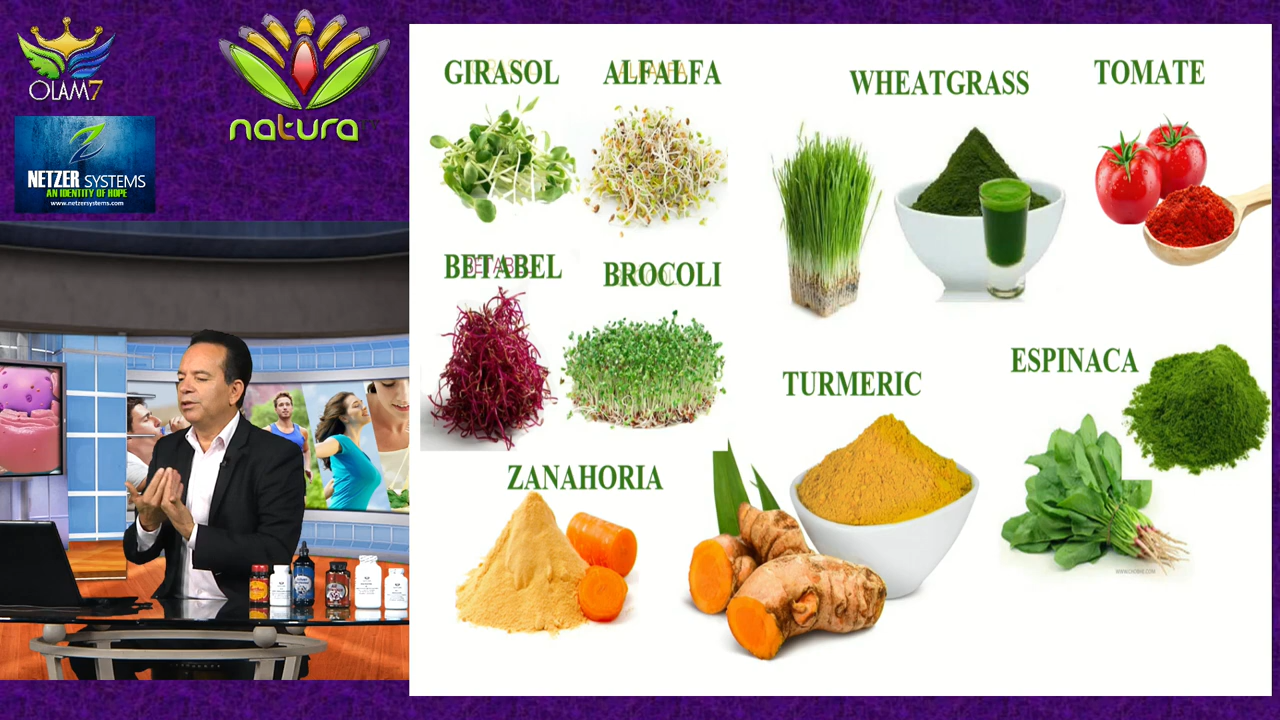 OLAM7
natura
NETZER SYSTEMS
AN IDENTITY OF HOPE
www.netzersystems.com
GIRASOL
ALFALFA
WHEATGRASS
TOMATE
BETABEL
BROCOLI
TURMERIC
ESPINACA
ZANAHORIA